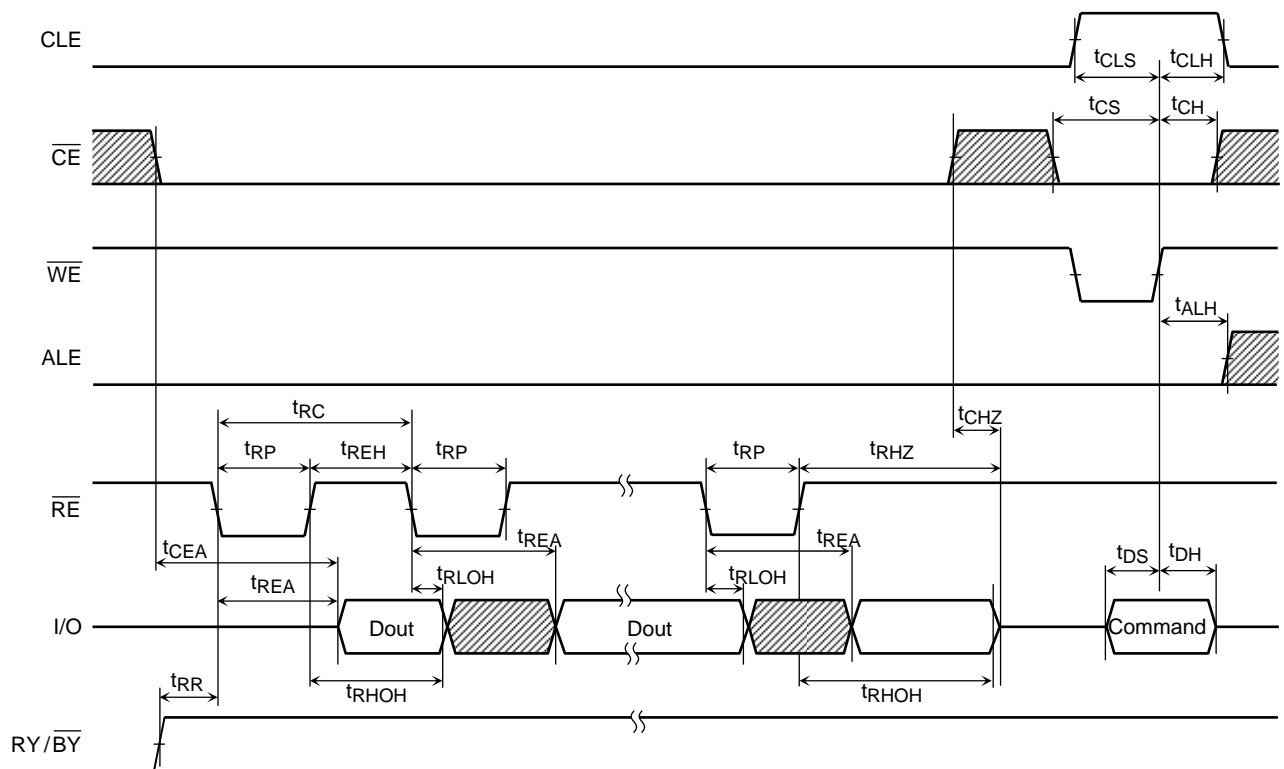 CLE
tCLS tCLH
tCS tCH
CE
WE
tALH
ALE
tRC
tCHZ
tRP tREH tRP tRP tRHZ
RE
tCEA tREA tREA
tREA tRLOH tRLOH tDS tDH
I/O Dout Dout Command
tRR tRHOH tRHOH
RY/BY